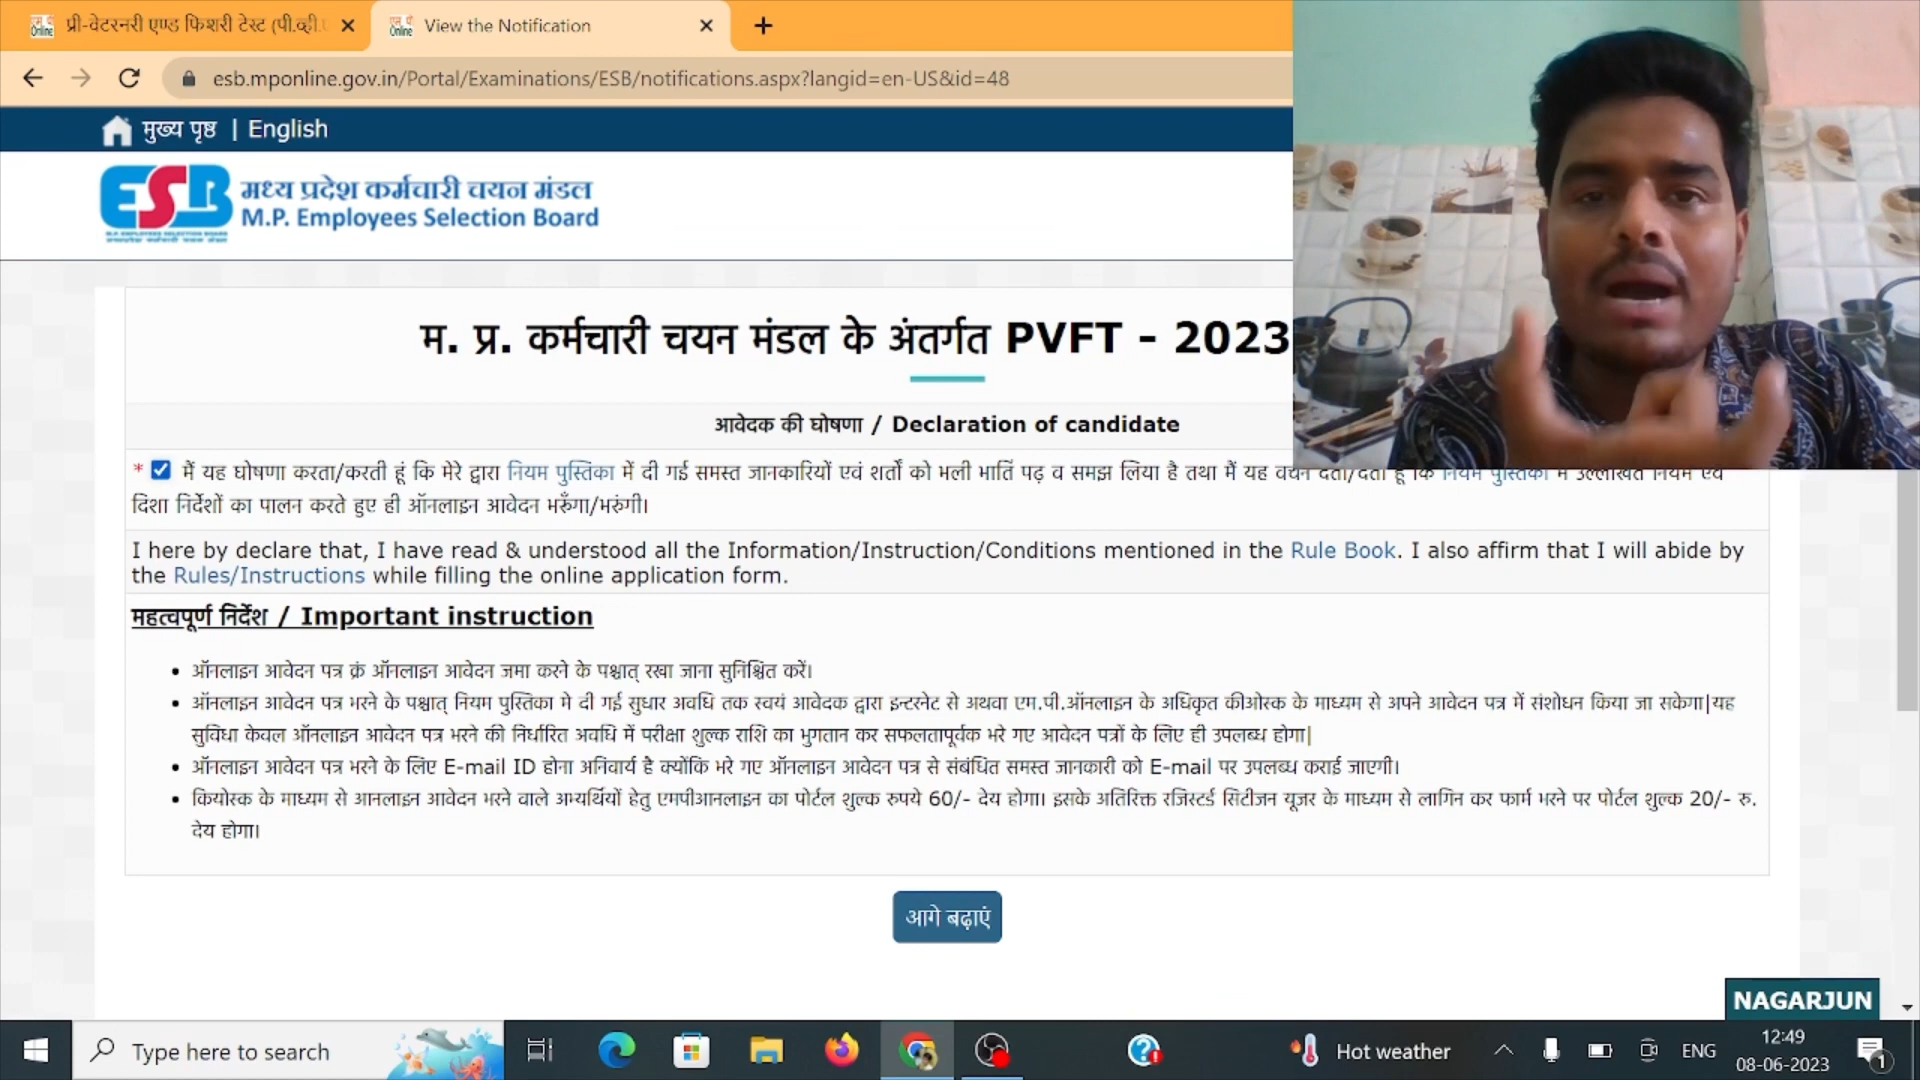 प्री-वेटरनरी एण्ड फिशरी टेस्ट (पी.व्ही.
View the Notification
esb.mponline.gov.in/Portal/Examinations/ESB/notifications.aspx?langid=en-US&id=48
मुख्य पृष्ठ | English
ESB मध्य प्रदेश कर्मचारी चयन मंडल
M.P. Employees Selection Board
म. प्र. कर्मचारी चयन मंडल के अंतर्गत PVFT - 2023
आवेदक की घोषणा / Declaration of candidate
* मैं यह घोषणा करता/करती हूं कि मेरे द्वारा नियम पुस्तिका में दी गई समस्त जानकारियों एवं शर्तों को भली भातिं पढ़ व समझ लिया है तथा मैं यह वचन देता/देती हूं कि नियम पुस्तिका में उल्लेखित नियम एवं
दिशा निर्देशों का पालन करते हुए ही ऑनलाइन आवेदन भरूँगा/भरुंगी।
I here by declare that, I have read & understood all the Information/Instruction/Conditions mentioned in the Rule Book. I also affirm that I will abide by
the Rules/Instructions while filling the online application form.
महत्वपूर्ण निर्देश / Important instruction
• ऑनलाइन आवेदन पत्र क्रं ऑनलाइन आवेदन जमा करने के पश्चात् रखा जाना सुनिश्चित करें।
• ऑनलाइन आवेदन पत्र भरने के पश्चात् नियम पुस्तिका मे दी गई सुधार अवधि तक स्वयं आवेदक द्वारा इन्टरनेट से अथवा एम.पी.ऑनलाइन के अधिकृत कीओस्क के माध्यम से अपने आवेदन पत्र में संशोधन किया जा सकेगा|यह
सुविधा केवल ऑनलाइन आवेदन पत्र भरने की निर्धारित अवधि में परीक्षा शुल्क राशि का भुगतान कर सफलतापूर्वक भरे गए आवेदन पत्रों के लिए ही उपलब्ध होगा|
• ऑनलाइन आवेदन पत्र भरने के लिए E-mail ID होना अनिवार्य है क्योंकि भरे गए ऑनलाइन आवेदन पत्र से संबंधित समस्त जानकारी को E-mail पर उपलब्ध कराई जाएगी।
• कियोस्क के माध्यम से आनलाइन आवेदन भरने वाले अभ्यर्थियों हेतु एमपीआनलाइन का पोर्टल शुल्क रुपये 60/- देय होगा। इसके अतिरिक्त रजिस्टर्ड सिटीजन यूजर के माध्यम से लागिन कर फार्म भरने पर पोर्टल शुल्क 20/- रु.
देय होगा।
आगे बढ़ाएं
NAGARJUN
Type here to search
Hot weather
ENG
12:49
08-06-2023
1